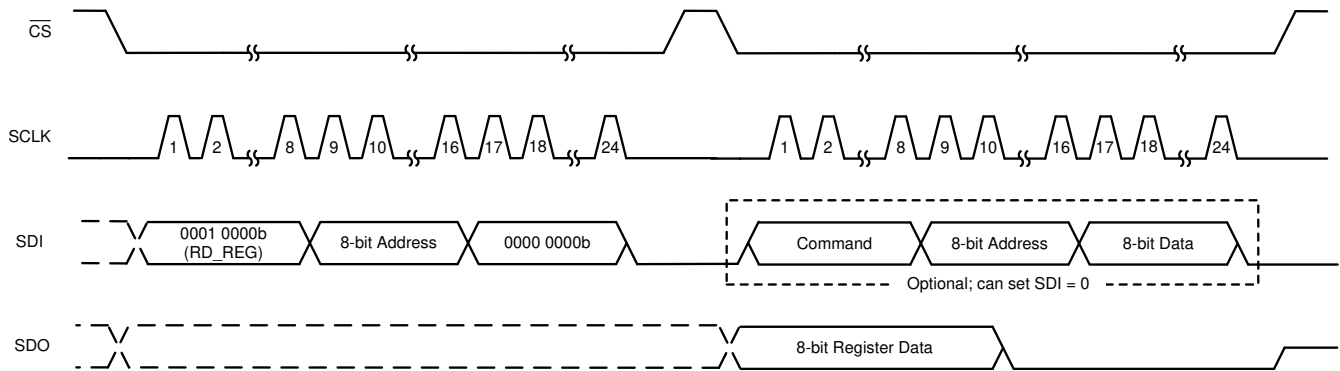 CS
SCLK
1 2 8 9 10 16 17 18 24 1 2 8 9 10 16 17 18 24
SDI
0001 0000b
(RD_REG)
8-bit Address
0000 0000b
Command
8-bit Address
8-bit Data
Optional; can set SDI = 0
SDO
8-bit Register Data